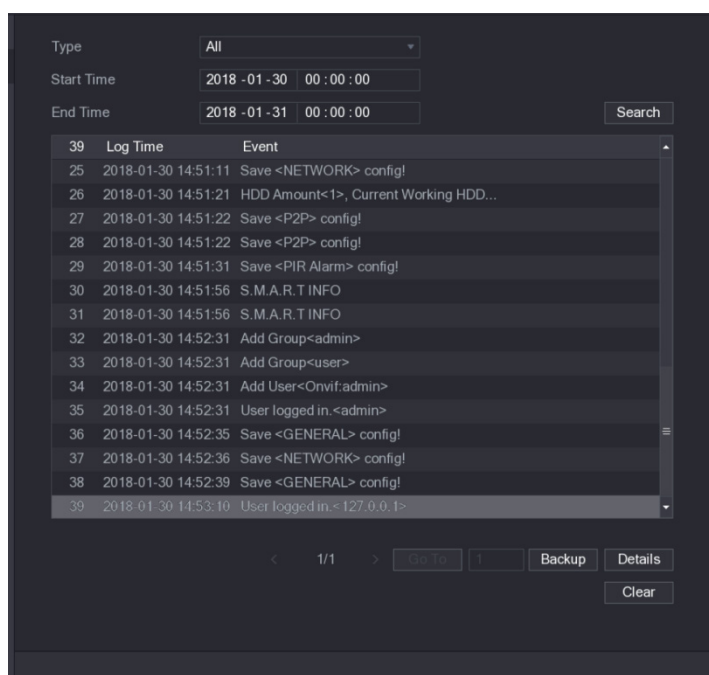 Type All
Start Time 2018 -01 -30 00 : 00 : 00
End Time 2018 -01 -31 00 : 00 : 00 Search
39 Log Time Event
25 2018-01-30 14:51:11 Save <NETWORK> config!
26 2018-01-30 14:51:21 HDD Amount<1>, Current Working HDD...
27 2018-01-30 14:51:22 Save <P2P> config!
28 2018-01-30 14:51:22 Save <P2P> config!
29 2018-01-30 14:51:31 Save <PIR Alarm> config!
30 2018-01-30 14:51:56 S.M.A.R.T INFO
31 2018-01-30 14:51:56 S.M.A.R.T INFO
32 2018-01-30 14:52:31 Add Group<admin>
33 2018-01-30 14:52:31 Add Group<user>
34 2018-01-30 14:52:31 Add User<Onvif:admin>
35 2018-01-30 14:52:31 User logged in.<admin>
36 2018-01-30 14:52:35 Save <GENERAL> config!
37 2018-01-30 14:52:36 Save <NETWORK> config!
38 2018-01-30 14:52:39 Save <GENERAL> config!
39 2018-01-30 14:53:10 User logged in.<127.0.0.1>
< 1/1 > Go To 1 Backup Details
Clear